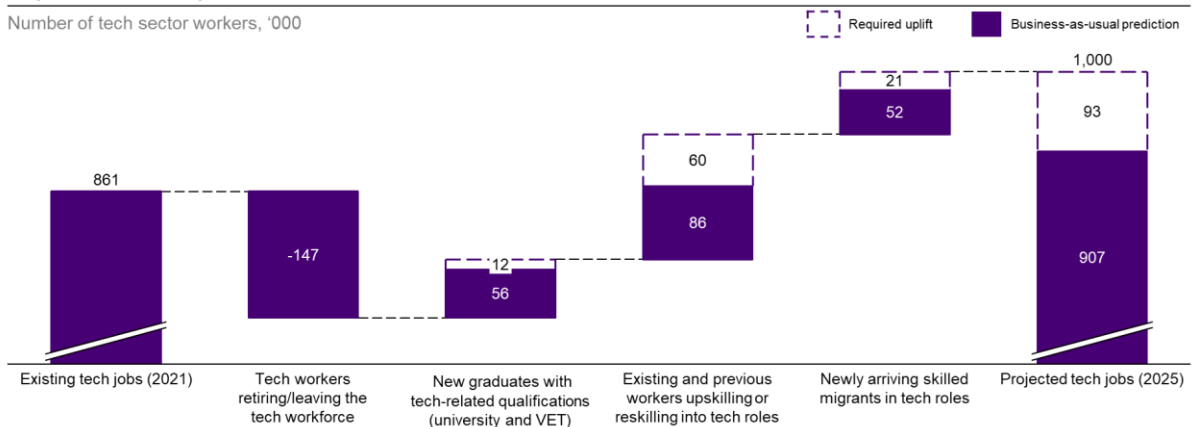 Number of tech sector workers, ‘000
Required uplift
Business-as-usual prediction
861
-147
12
56
60
86
21
52
1,000
93
907
Existing tech jobs (2021)
Tech workers
retiring/leaving the
tech workforce
New graduates with
tech-related qualifications
(university and VET)
Existing and previous
workers upskilling or
reskilling into tech roles
Newly arriving skilled
migrants in tech roles
Projected tech jobs (2025)